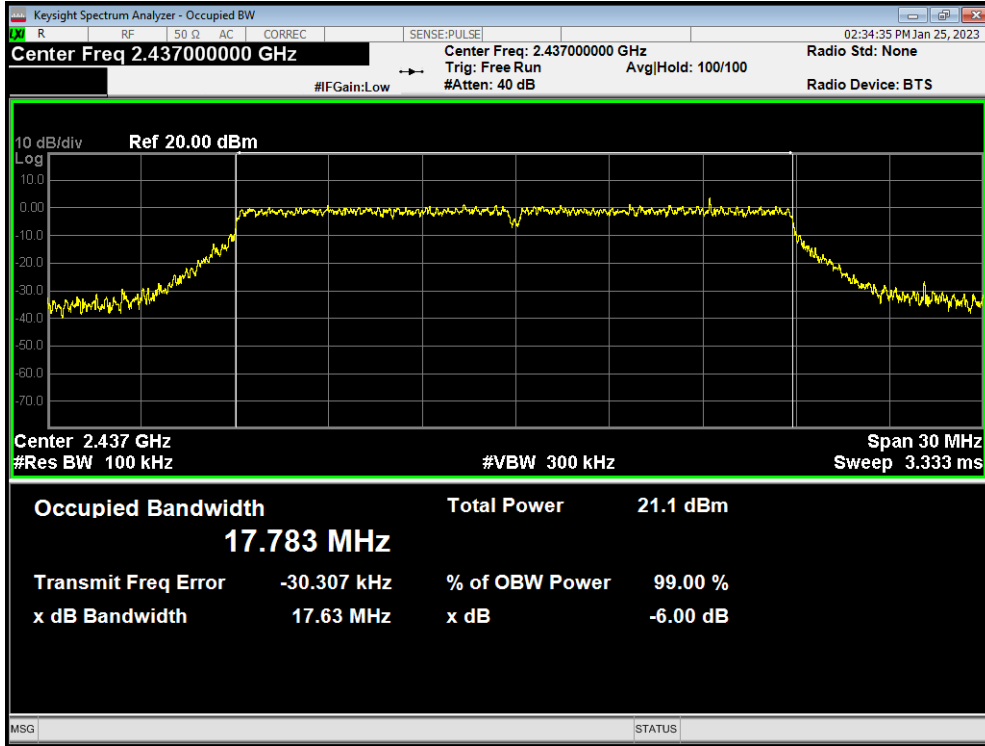 Keysight Spectrum Analyzer - Occupied BW
LXI R RF 50 Ω AC CORREC SENSE:PULSE 02:34:35 PM Jan 25, 2023
Center Freq 2.437000000 GHz Center Freq: 2.437000000 GHz Radio Std: None
Trig: Free Run Avg|Hold: 100/100
#IFGain:Low #Atten: 40 dB Radio Device: BTS
10 dB/div Ref 20.00 dBm
Log
10.0
0.00
-10.0
-20.0
-30.0
-40.0
-50.0
-60.0
-70.0
Center 2.437 GHz Span 30 MHz
#Res BW 100 kHz #VBW 300 kHz Sweep 3.333 ms
Occupied Bandwidth Total Power 21.1 dBm
17.783 MHz
Transmit Freq Error -30.307 kHz % of OBW Power 99.00 %
x dB Bandwidth 17.63 MHz x dB -6.00 dB
MSG STATUS